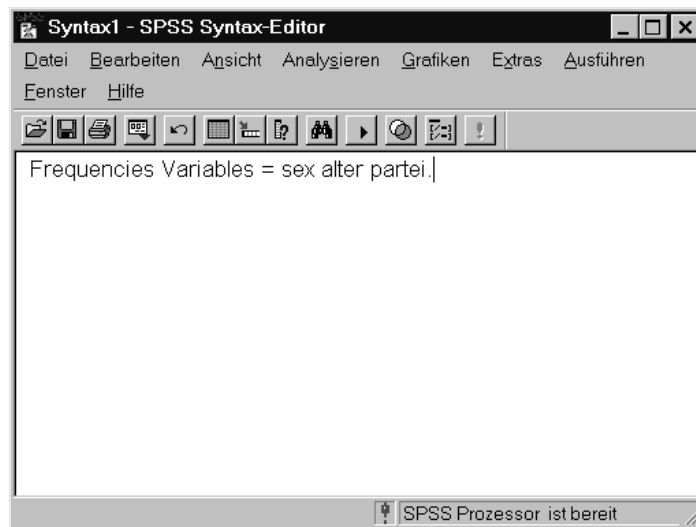 Syntax1 - SPSS Syntax-Editor
Datei Bearbeiten Ansicht Analysieren Grafiken Extras Ausführen
Fenster Hilfe
Frequencies Variables = sex alter partei.
SPSS Prozessor ist bereit